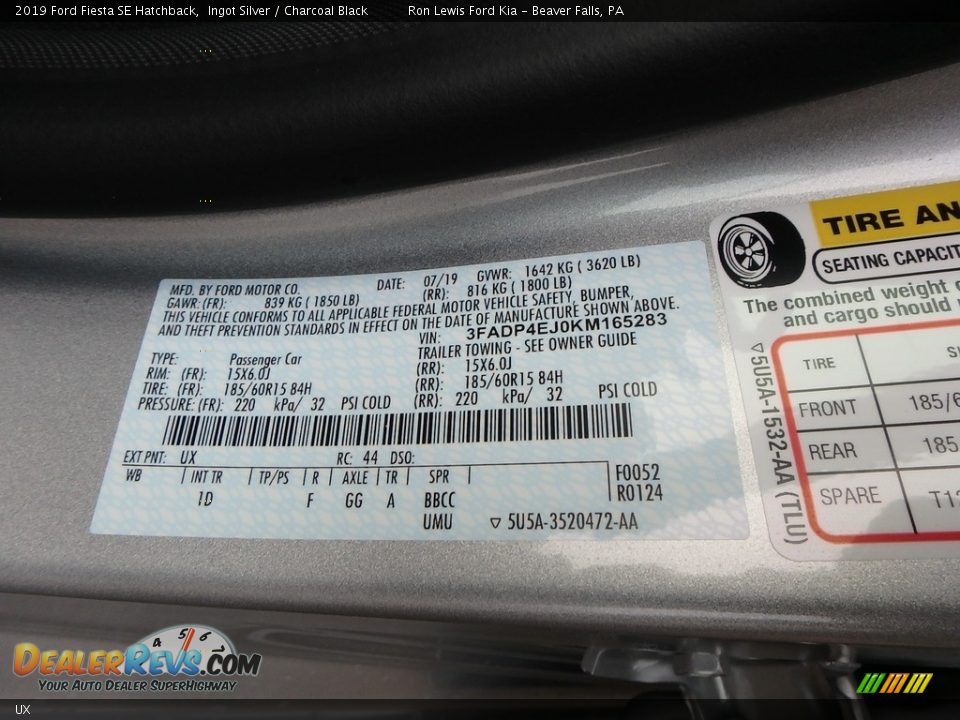 2019 Ford Fiesta SE Hatchback, Ingot Silver / Charcoal Black Ron Lewis Ford Kia - Beaver Falls, PA
MFD. BY FORD MOTOR CO. DATE: 07/19 GVWR: 1642 KG ( 3620 LB)
GAWR: (FR): 839 KG ( 1850 LB) (RR): 816 KG ( 1800 LB)
THIS VEHICLE CONFORMS TO ALL APPLICABLE FEDERAL MOTOR VEHICLE SAFETY, BUMPER,
AND THEFT PREVENTION STANDARDS IN EFFECT ON THE DATE OF MANUFACTURE SHOWN ABOVE.
VIN: 3FADP4EJ0KM165283
TYPE: Passenger Car TRAILER TOWING - SEE OWNER GUIDE
RIM: (FR): 15X6.0J (RR): 15X6.0J
TIRE: (FR): 185/60R15 84H (RR): 185/60R15 84H
PRESSURE: (FR): 220 kPa/ 32 PSI COLD (RR): 220 kPa/ 32 PSI COLD
EXT PNT: UX RC: 44 DSO:
WB INT TR TP/PS R AXLE TR SPR F0052
1D F GG A BBCC R0124
UMU ▽ 5U5A-3520472-AA
TIRE AN
SEATING CAPACIT
The combined weight
and cargo should
TIRE
FRONT 185/6
REAR 185/
SPARE T12
▽5U5A-1532-AA (TLU)
4 5 6
DEALERREVS.COM
YOUR AUTO DEALER SUPERHIGHWAY
UX